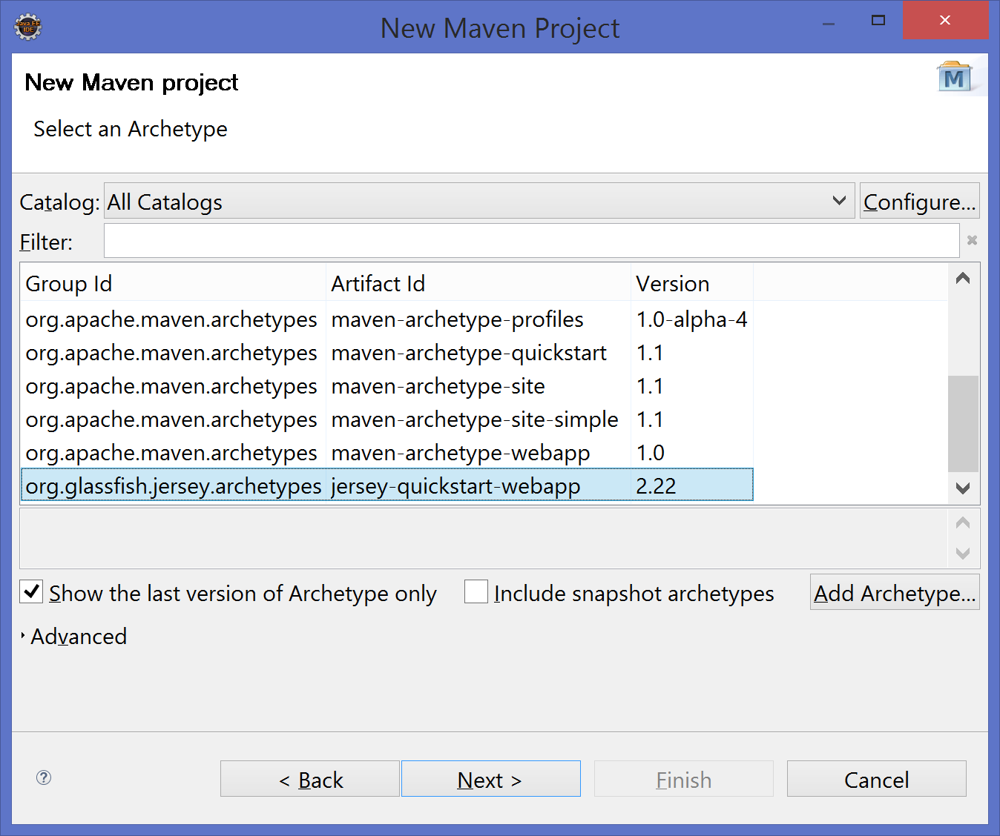 Java EE
IDE
New Maven Project
New Maven project
M
Select an Archetype
Catalog: All Catalogs Configure...
Filter:
Group Id Artifact Id Version
org.apache.maven.archetypes maven-archetype-profiles 1.0-alpha-4
org.apache.maven.archetypes maven-archetype-quickstart 1.1
org.apache.maven.archetypes maven-archetype-site 1.1
org.apache.maven.archetypes maven-archetype-site-simple 1.1
org.apache.maven.archetypes maven-archetype-webapp 1.0
org.glassfish.jersey.archetypes jersey-quickstart-webapp 2.22
Show the last version of Archetype only Include snapshot archetypes Add Archetype...
Advanced
? < Back Next > Finish Cancel